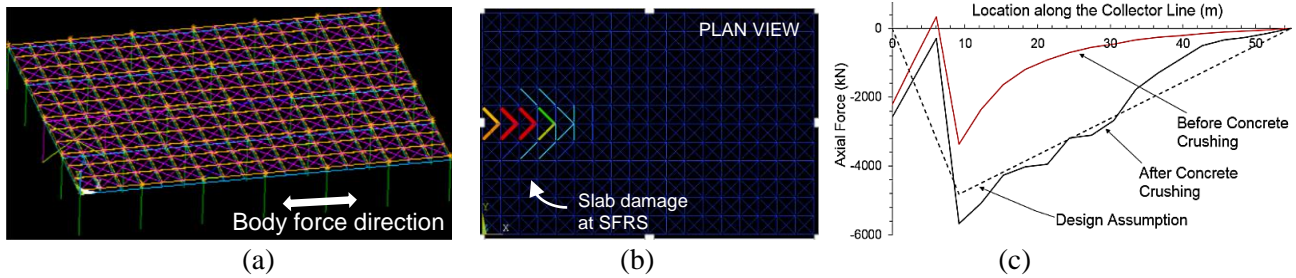 Body force direction
(a)
PLAN VIEW
Slab damage
at SFRS
Y
X
(b)
Location along the Collector Line (m)
0 10 20 30 40 50
Axial Force (kN)
0
-2000
-4000
-6000
Before Concrete
Crushing
After Concrete
Crushing
Design Assumption
(c)